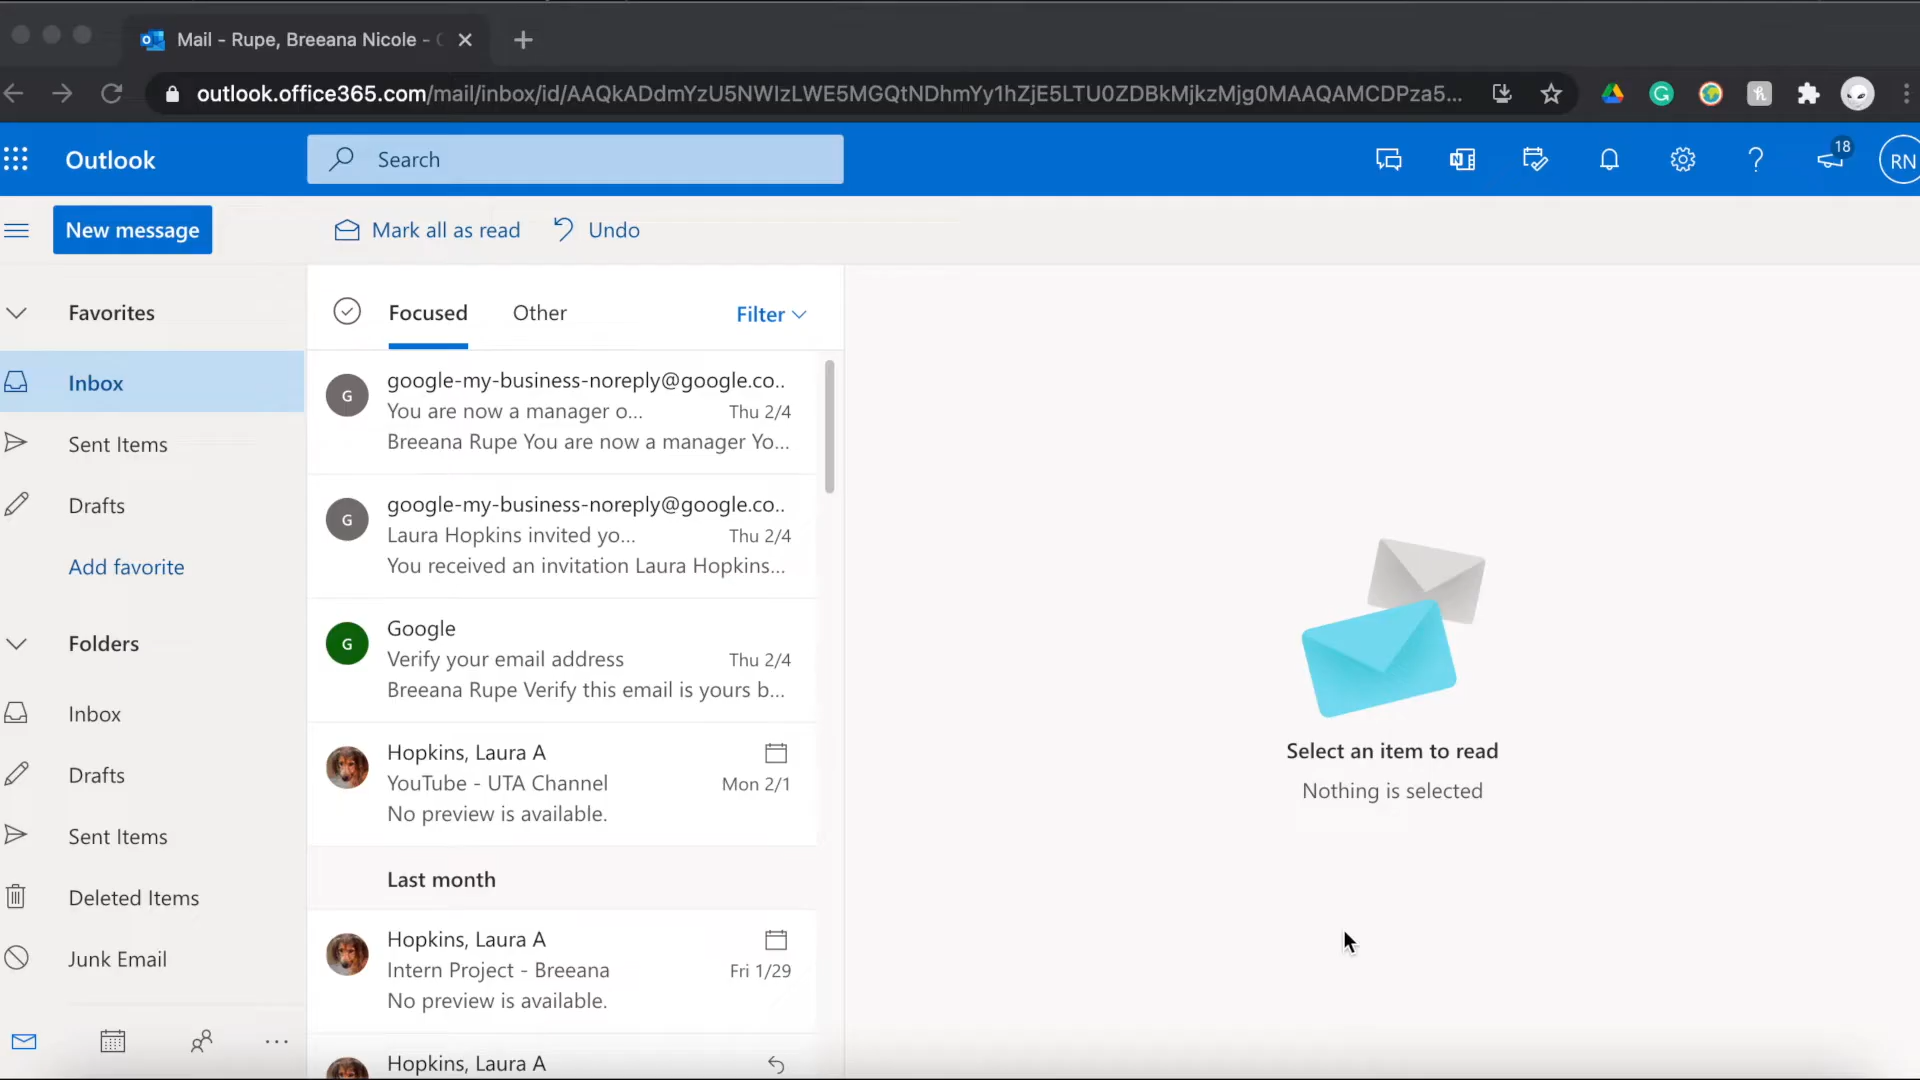 Mail - Rupe, Breeana Nicole -
outlook.office365.com/mail/inbox/id/AAQkADdmYzU5NWIzLWE5MGQtNDhmYy1hZjE5LTU0ZDBkMjkzMjg0MAAQAMCDPza5...
Outlook
Search
18
RN
New message
Mark all as read
Undo
Favorites
Inbox
Sent Items
Drafts
Add favorite
Folders
Inbox
Drafts
Sent Items
Deleted Items
Junk Email
Focused
Other
Filter
G
google-my-business-noreply@google.co..
You are now a manager o...
Thu 2/4
Breeana Rupe You are now a manager Yo...
G
google-my-business-noreply@google.co..
Laura Hopkins invited yo...
Thu 2/4
You received an invitation Laura Hopkins...
G
Google
Verify your email address
Thu 2/4
Breeana Rupe Verify this email is yours b...
Hopkins, Laura A
YouTube - UTA Channel
Mon 2/1
No preview is available.
Last month
Hopkins, Laura A
Intern Project - Breeana
Fri 1/29
No preview is available.
Hopkins, Laura A
Select an item to read
Nothing is selected